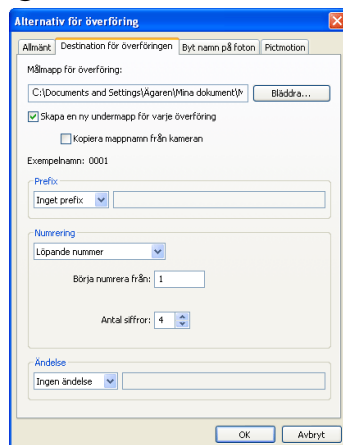 Alternativ för överföring
Allmänt Destination för överföringen Byt namn på foton Pictmotion
Målmapp för överföring:
C:\Documents and Settings\Ägaren\Mina dokument\M Bläddra...
Skapa en ny undermapp för varje överföring
Kopiera mappnamn från kameran
Exempelnamn: 0001
Prefix
Inget prefix
Numrering
Löpande nummer
Börja numrera från: 1
Antal siffror: 4
Ändelse
Ingen ändelse
OK Avbryt